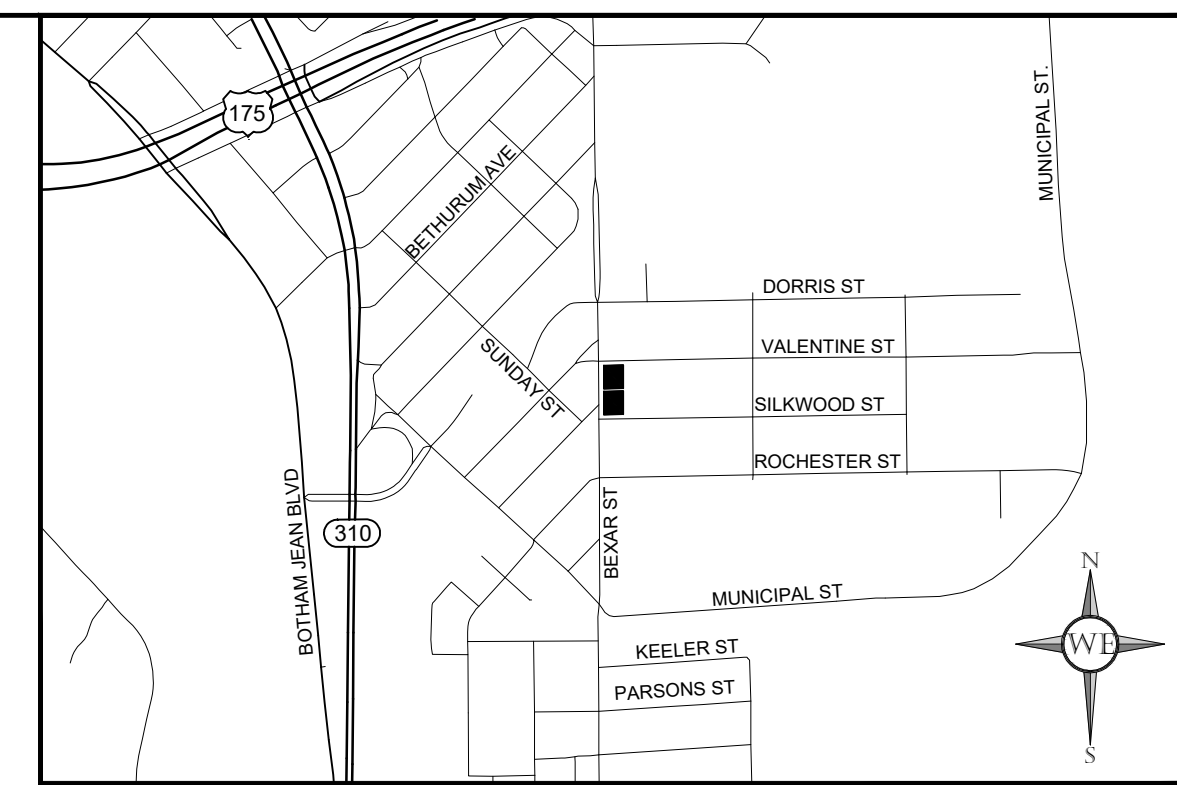 175
MUNICIPAL ST.
BETHURUM AVE
DORRIS ST
VALENTINE ST
SUNDAY ST
SILKWOOD ST
ROCHESTER ST
BOTHAM JEAN BLVD
310
BEXAR ST
MUNICIPAL ST
KEELER ST
PARSONS ST
N
WE
S